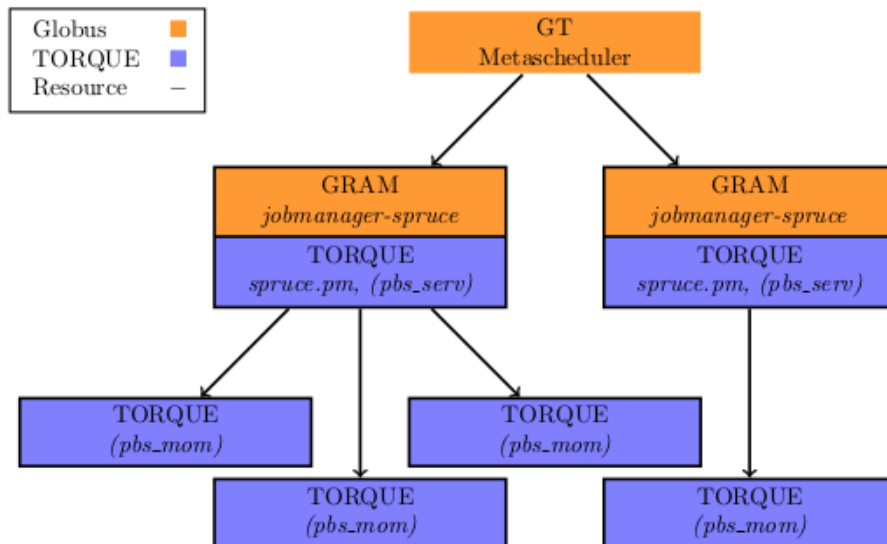 Globus
TORQUE
Resource –
GT
Metascheduler
GRAM
jobmanager-spruce
TORQUE
spruce.pm, (pbs_serv)
GRAM
jobmanager-spruce
TORQUE
spruce.pm, (pbs_serv)
TORQUE
(pbs_mom)
TORQUE
(pbs_mom)
TORQUE
(pbs_mom)
TORQUE
(pbs_mom)